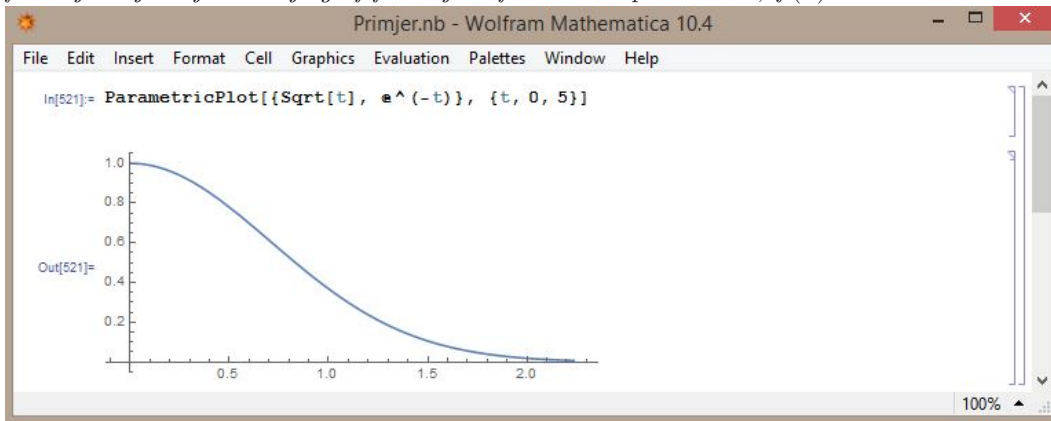 Primjer.nb - Wolfram Mathematica 10.4
File Edit Insert Format Cell Graphics Evaluation Palettes Window Help
In[521]:= ParametricPlot[{Sqrt[t], ⅇ^(-t)}, {t, 0, 5}]
1.0
0.8
0.6
Out[521]=
0.4
0.2
0.5 1.0 1.5 2.0
100%